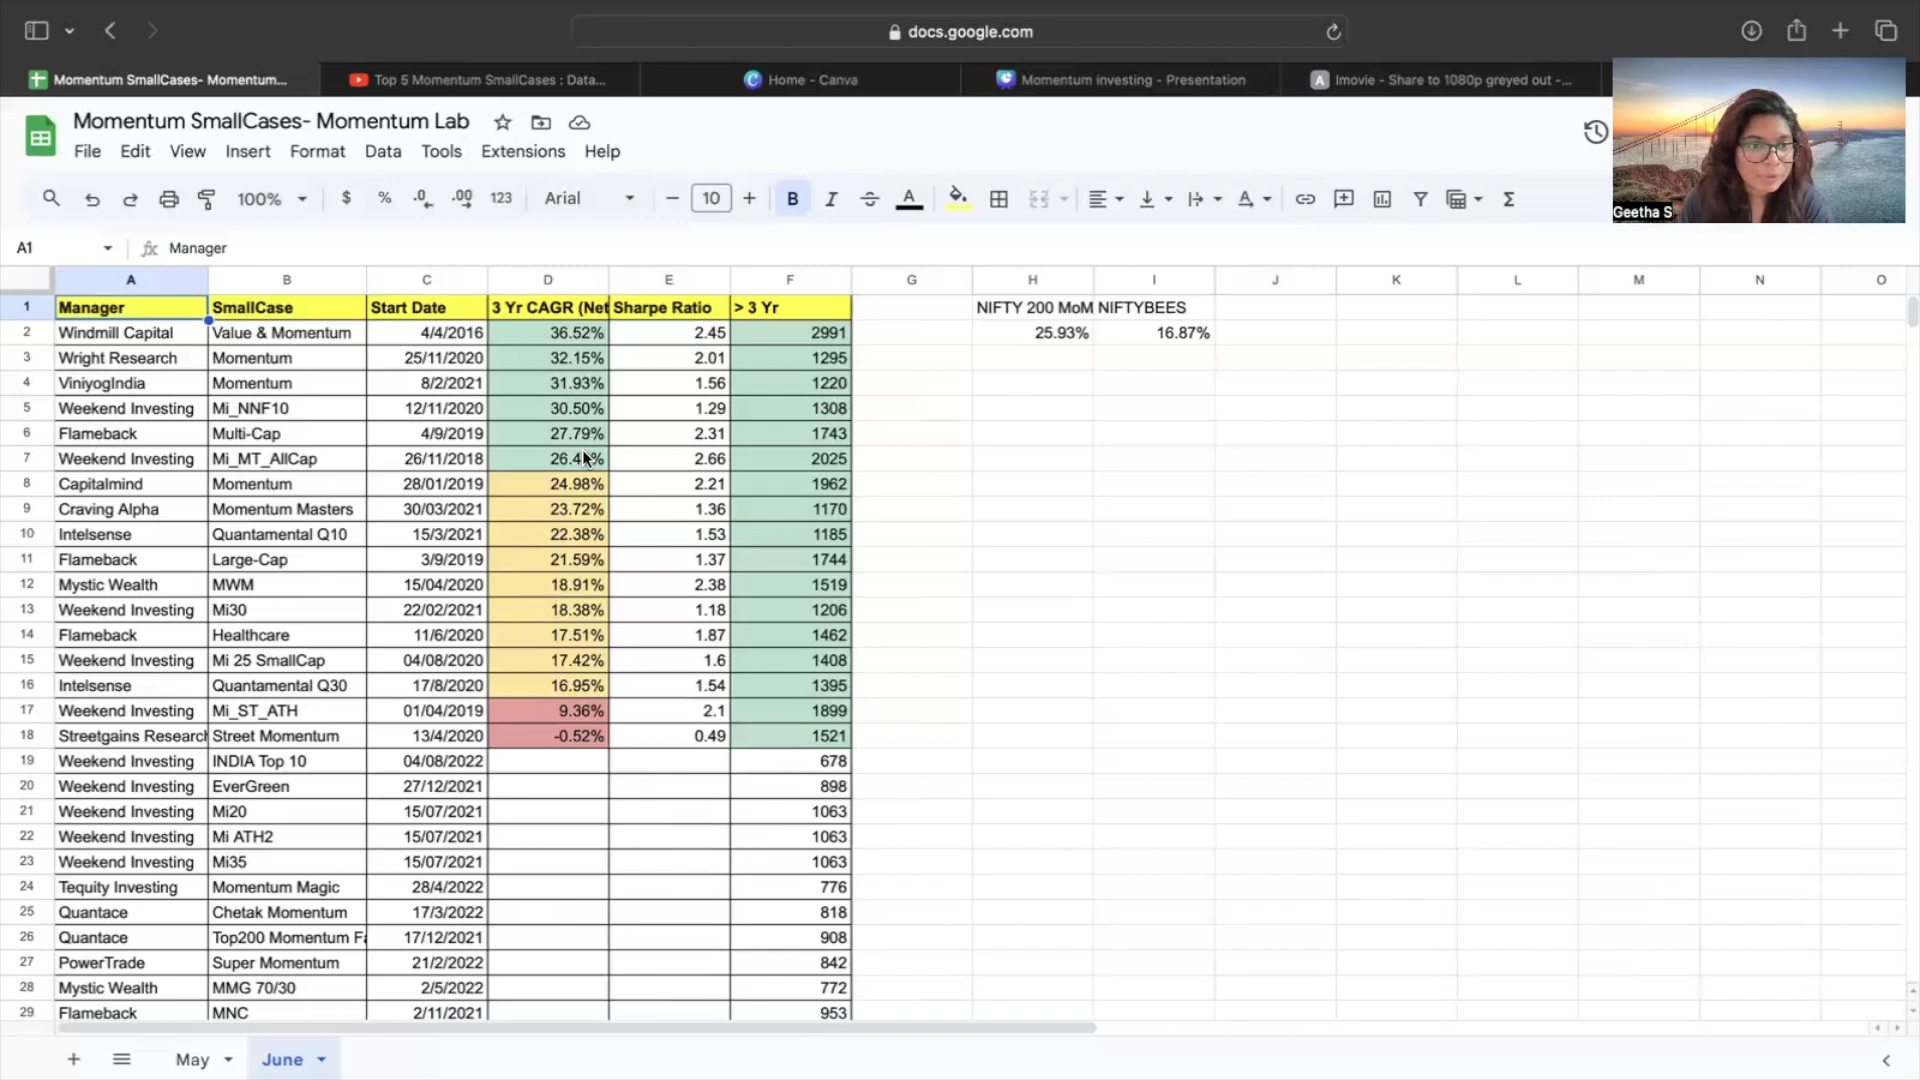 docs.google.com
Momentum SmallCases- Momentum...
Top 5 Momentum SmallCases : Data...
Home - Canva
Momentum investing - Presentation
Imovie - Share to 1080p greyed out -...
Momentum SmallCases- Momentum Lab
File Edit View Insert Format Data Tools Extensions Help
100% $ % .0 .00 123 Arial 10 B I A
Geetha S
A1 fx Manager
A B C D E F G H I J K L M N O
1 Manager SmallCase Start Date 3 Yr CAGR (Net Sharpe Ratio > 3 Yr NIFTY 200 MoM NIFTYBEES
2 Windmill Capital Value & Momentum 4/4/2016 36.52% 2.45 2991 25.93% 16.87%
3 Wright Research Momentum 25/11/2020 32.15% 2.01 1295
4 ViniyogIndia Momentum 8/2/2021 31.93% 1.56 1220
5 Weekend Investing Mi_NNF10 12/11/2020 30.50% 1.29 1308
6 Flameback Multi-Cap 4/9/2019 27.79% 2.31 1743
7 Weekend Investing Mi_MT_AllCap 26/11/2018 2.66 2025
8 Capitalmind Momentum 28/01/2019 24.98% 2.21 1962
9 Craving Alpha Momentum Masters 30/03/2021 23.72% 1.36 1170
10 Intelsense Quantamental Q10 15/3/2021 22.38% 1.53 1185
11 Flameback Large-Cap 3/9/2019 21.59% 1.37 1744
12 Mystic Wealth MWM 15/04/2020 18.91% 2.38 1519
13 Weekend Investing Mi30 22/02/2021 18.38% 1.18 1206
14 Flameback Healthcare 11/6/2020 17.51% 1.87 1462
15 Weekend Investing Mi 25 SmallCap 04/08/2020 17.42% 1.6 1408
16 Intelsense Quantamental Q30 17/8/2020 16.95% 1.54 1395
17 Weekend Investing Mi_ST_ATH 01/04/2019 9.36% 2.1 1899
18 Streetgains Research Street Momentum 13/4/2020 -0.52% 0.49 1521
19 Weekend Investing INDIA Top 10 04/08/2022 678
20 Weekend Investing EverGreen 27/12/2021 898
21 Weekend Investing Mi20 15/07/2021 1063
22 Weekend Investing Mi ATH2 15/07/2021 1063
23 Weekend Investing Mi35 15/07/2021 1063
24 Tequity Investing Momentum Magic 28/4/2022 776
25 Quantace Chetak Momentum 17/3/2022 818
26 Quantace Top200 Momentum Fa 17/12/2021 908
27 PowerTrade Super Momentum 21/2/2022 842
28 Mystic Wealth MMG 70/30 2/5/2022 772
29 Flameback MNC 2/11/2021 953
May June